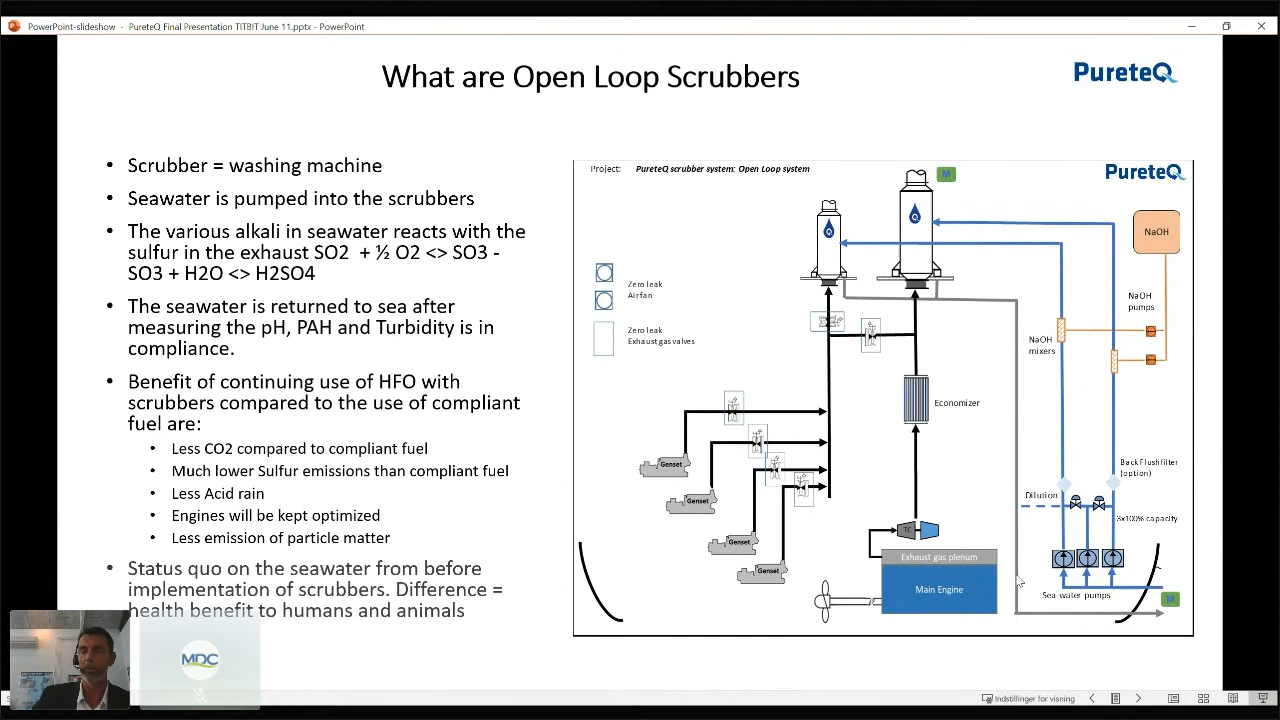 PowerPoint-slideshow - PureteQ Final Presentation TITBIT June 11.pptx - PowerPoint
What are Open Loop Scrubbers
PureteQ
• Scrubber = washing machine
• Seawater is pumped into the scrubbers
• The various alkali in seawater reacts with the
sulfur in the exhaust SO2 + ½ O2 <> SO3 -
SO3 + H2O <> H2SO4
• The seawater is returned to sea after
measuring the pH, PAH and Turbidity is in
compliance.
• Benefit of continuing use of HFO with
scrubbers compared to the use of compliant
fuel are:
• Less CO2 compared to compliant fuel
• Much lower Sulfur emissions than compliant fuel
• Less Acid rain
• Engines will be kept optimized
• Less emission of particle matter
• Status quo on the seawater from before
implementation of scrubbers. Difference =
health benefit to humans and animals
Project: PureteQ scrubber system: Open Loop system
M
PureteQ
Q
Q
NaOH
Zero leak
Air fan
Zero leak
Exhaust gas valves
NaOH
pumps
NaOH
mixers
Economizer
Genset
Genset
Genset
Genset
Back Flush filter
(option)
Dilution
3x100% capacity
TC
Exhaust gas plenum
Main Engine
Sea-water pumps
M
MDC
Indstillinger for visning